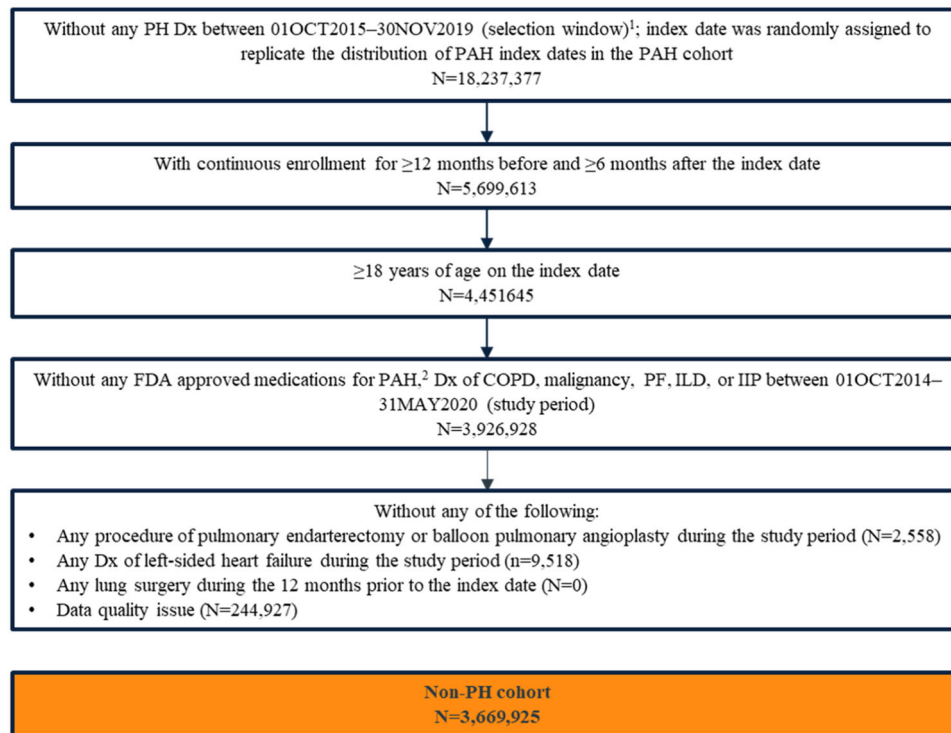 Without any PH Dx between 01OCT2015–30NOV2019 (selection window)¹; index date was randomly assigned to
replicate the distribution of PAH index dates in the PAH cohort
N=18,237,377
With continuous enrollment for ≥12 months before and ≥6 months after the index date
N=5,699,613
≥18 years of age on the index date
N=4,451645
Without any FDA approved medications for PAH,² Dx of COPD, malignancy, PF, ILD, or IIP between 01OCT2014–
31MAY2020 (study period)
N=3,926,928
Without any of the following:
• Any procedure of pulmonary endarterectomy or balloon pulmonary angioplasty during the study period (N=2,558)
• Any Dx of left-sided heart failure during the study period (n=9,518)
• Any lung surgery during the 12 months prior to the index date (N=0)
• Data quality issue (N=244,927)
Non-PH cohort
N=3,669,925